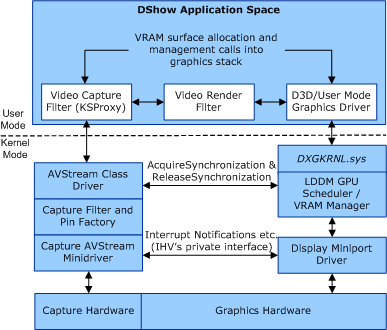 DShow Application Space
VRAM surface allocation and
management calls into
graphics stack
Video Capture
Filter (KSProxy)
Video Render
Filter
D3D/User Mode
Graphics Driver
User
Mode
Kernel
Mode
AVStream Class
Driver
Capture Filter and
Pin Factory
Capture AVStream
Minidriver
AcquireSynchronization &
ReleaseSynchronization
Interrupt Notifications etc.
(IHV's private interface)
DXGKRNL.sys
LDDM GPU
Scheduler /
VRAM Manager
Display Miniport
Driver
Capture Hardware
Graphics Hardware